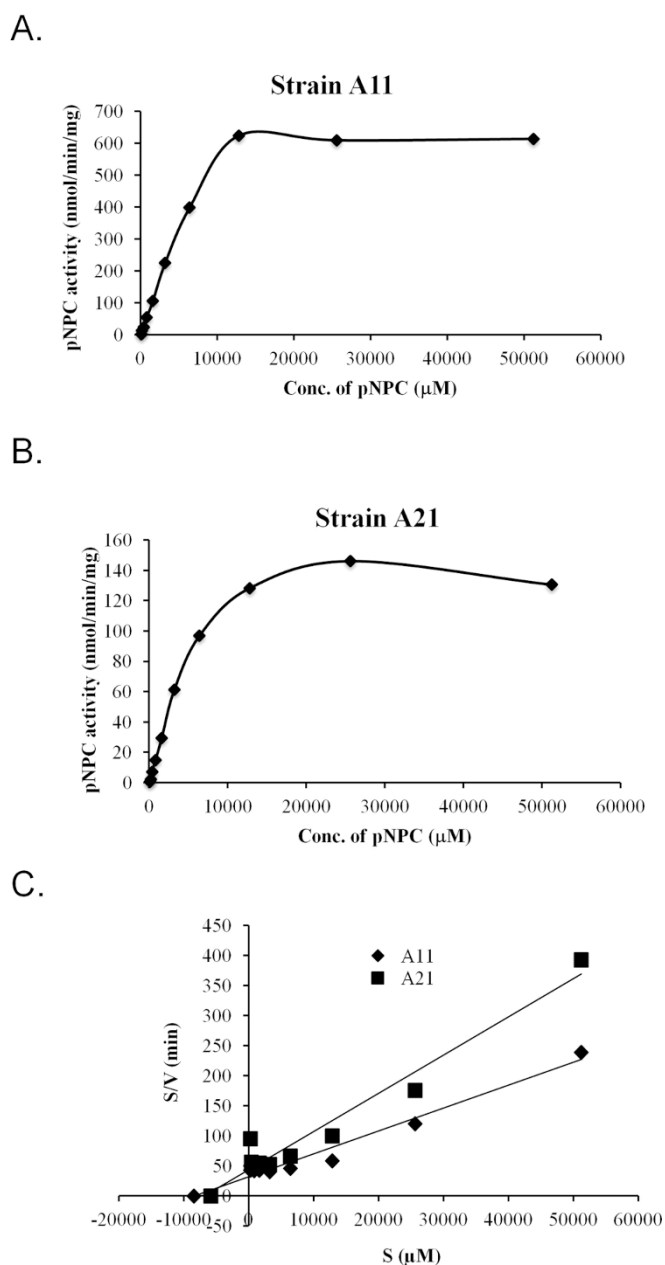 A.
Strain A11
700
600
500
400
300
200
100
0
0 10000 20000 30000 40000 50000 60000
pNPC activity (nmol/min/mg)
Conc. of pNPC (µM)
B.
Strain A21
160
140
120
100
80
60
40
20
0
0 10000 20000 30000 40000 50000 60000
pNPC activity (nmol/min/mg)
Conc. of pNPC (µM)
C.
450
400
350
300
250
200
150
100
50
0
-50
-20000 -10000 0 10000 20000 30000 40000 50000 60000
A11
A21
S/V (min)
S (µM)